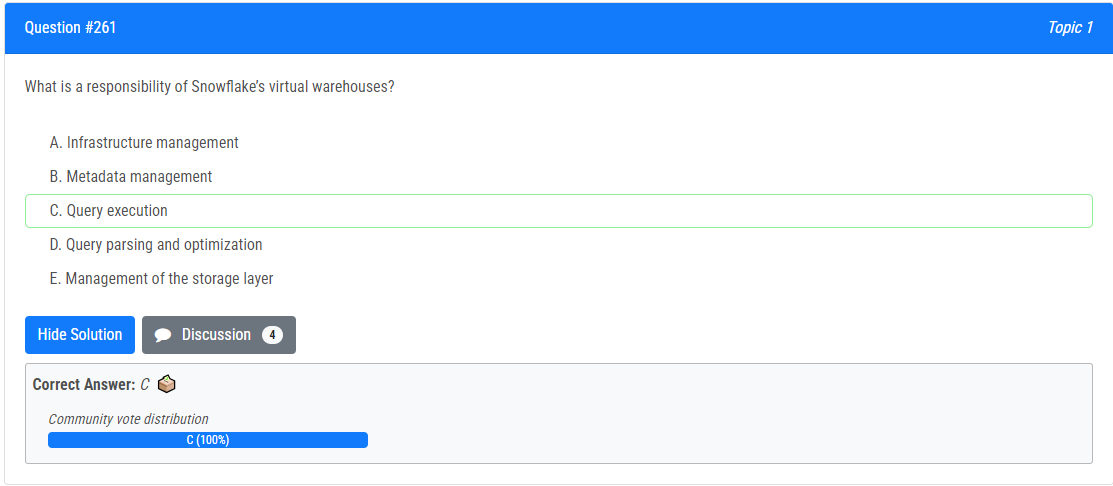 Question #261
Topic 1
What is a responsibility of Snowflake’s virtual warehouses?
A. Infrastructure management
B. Metadata management
C. Query execution
D. Query parsing and optimization
E. Management of the storage layer
Hide Solution
Discussion 4
Correct Answer: C
Community vote distribution
C (100%)